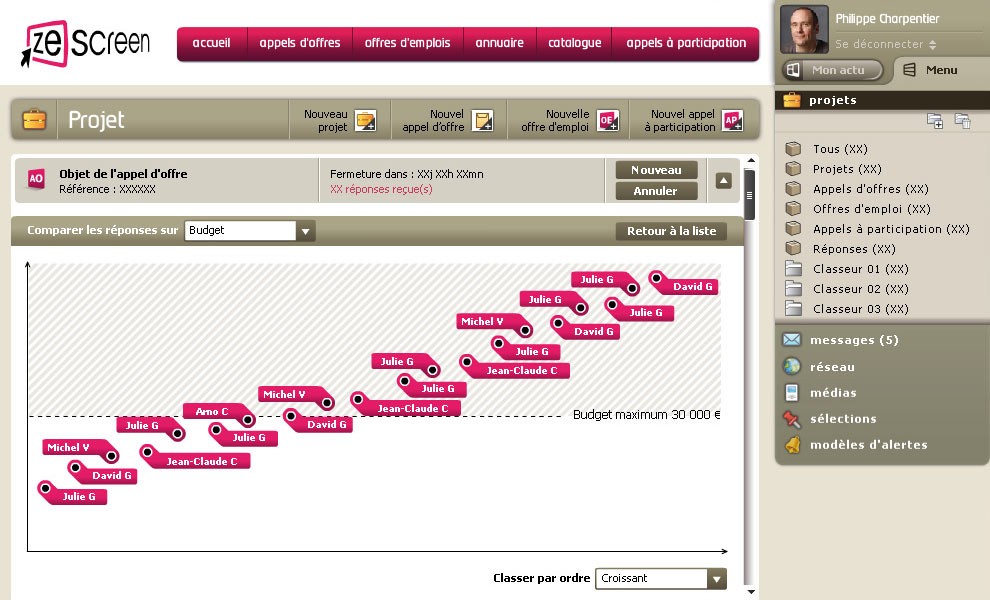 zescreen
accueil
appels d'offres
offres d'emplois
annuaire
catalogue
appels à participation
Philippe Charpentier
Se déconnecter
Mon actu
Menu
Projet
Nouveau
projet
Nouvel
appel d'offre
Nouvelle
offre d'emploi
OE
Nouvel appel
à participation
AP
AO
Objet de l'appel d'offre
Référence : XXXXXX
Fermeture dans : XXj XXh XXmn
XX réponses reçue(s)
Nouveau
Annuler
Comparer les réponses sur
Budget
Retour à la liste
Julie G
David G
Julie G
Julie G
Michel Y
David G
Julie G
Julie G
Jean-Claude C
Julie G
Michel Y
Jean-Claude C
Arno C
Budget maximum 30 000 €
David G
Julie G
Julie G
Michel Y
Jean-Claude C
David G
Julie G
Classer par ordre
Croissant
projets
Tous (XX)
Projets (XX)
Appels d'offres (XX)
Offres d'emploi (XX)
Appels à participation (XX)
Réponses (XX)
Classeur 01 (XX)
Classeur 02 (XX)
Classeur 03 (XX)
messages (5)
réseau
médias
sélections
modèles d'alertes